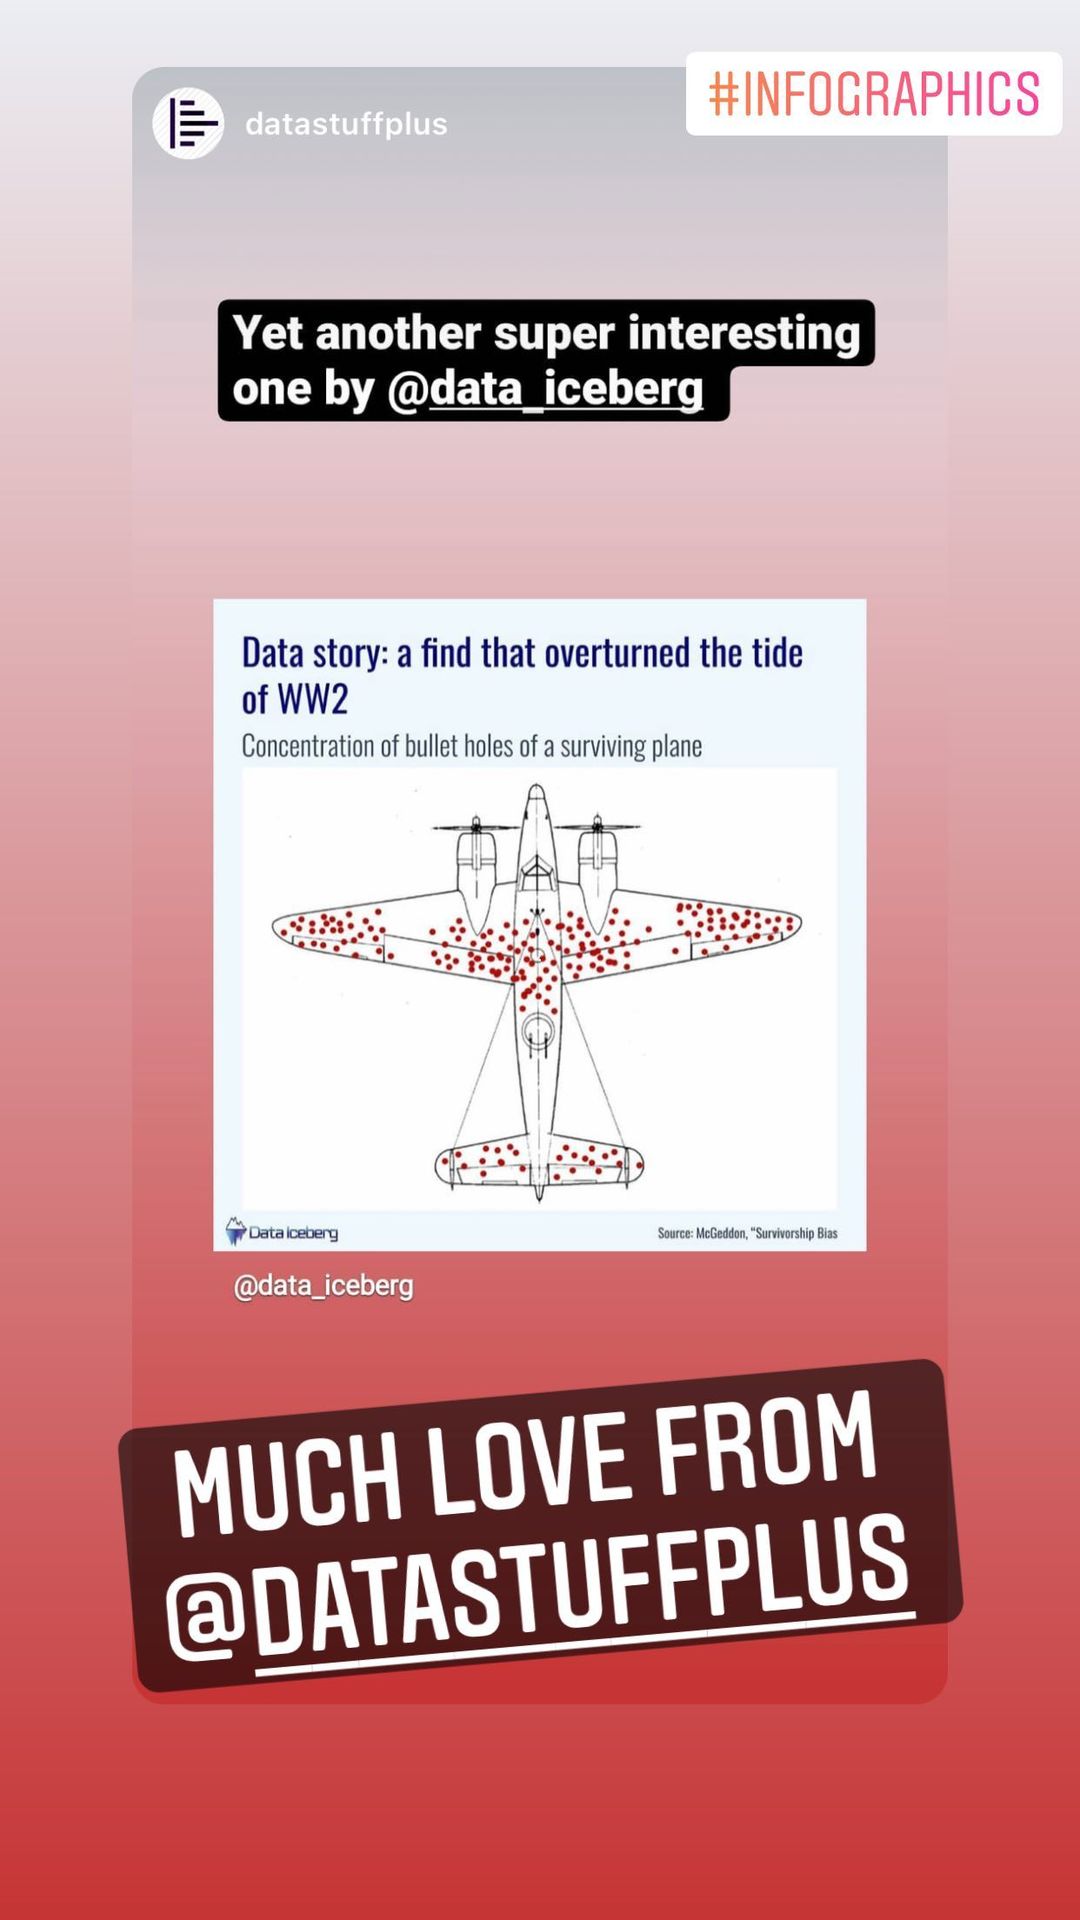 #INFOGRAPHICS
datastuffplus
Yet another super interesting
one by @data_iceberg
Data story: a find that overturned the tide
of WW2
Concentration of bullet holes of a surviving plane
Data iceberg
Source: McGeddon, "Survivorship Bias
@data_iceberg
MUCH LOVE FROM
@DATASTUFFPLUS